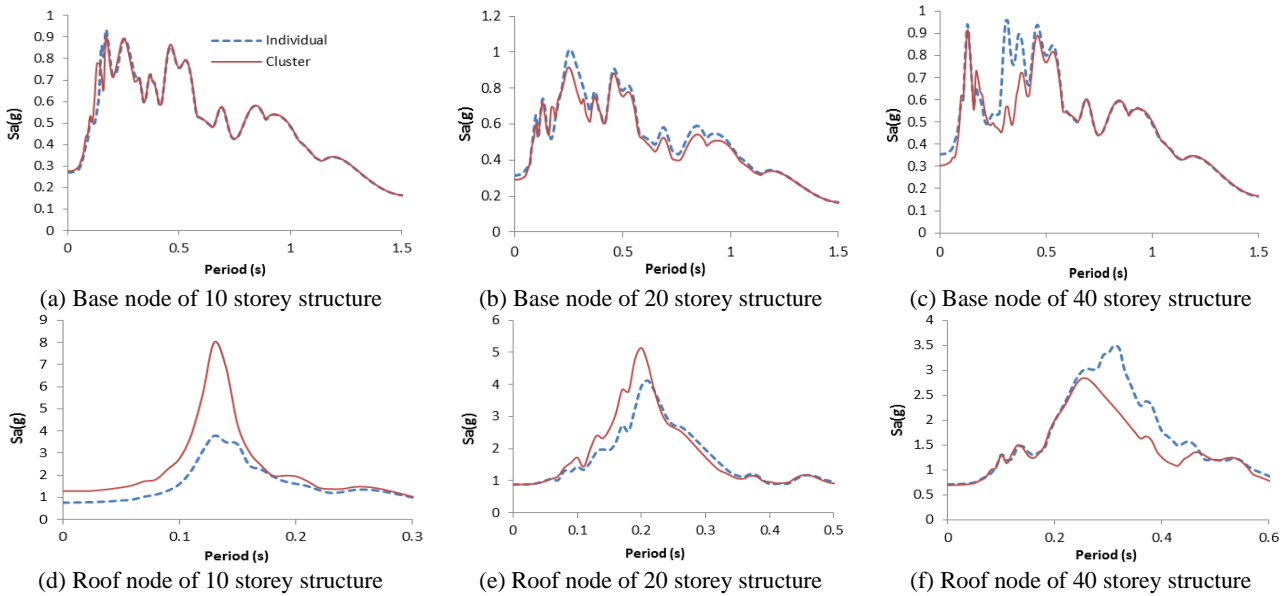 1
0.9
0.8
0.7
0.6
0.5
0.4
0.3
0.2
0.1
0
Sa(g)
0 0.5 1 1.5
Period (s)
Individual
Cluster
(a) Base node of 10 storey structure
1.2
1
0.8
0.6
0.4
0.2
0
Sa(g)
0 0.5 1 1.5
Period (s)
(b) Base node of 20 storey structure
1
0.9
0.8
0.7
0.6
0.5
0.4
0.3
0.2
0.1
0
Sa(g)
0 0.5 1 1.5
Period (s)
(c) Base node of 40 storey structure
9
8
7
6
5
4
3
2
1
0
Sa(g)
0 0.1 0.2 0.3
Period (s)
(d) Roof node of 10 storey structure
6
5
4
3
2
1
0
Sa(g)
0 0.1 0.2 0.3 0.4 0.5
Period (s)
(e) Roof node of 20 storey structure
4
3.5
3
2.5
2
1.5
1
0.5
0
Sa(g)
0 0.2 0.4 0.6
Period (s)
(f) Roof node of 40 storey structure